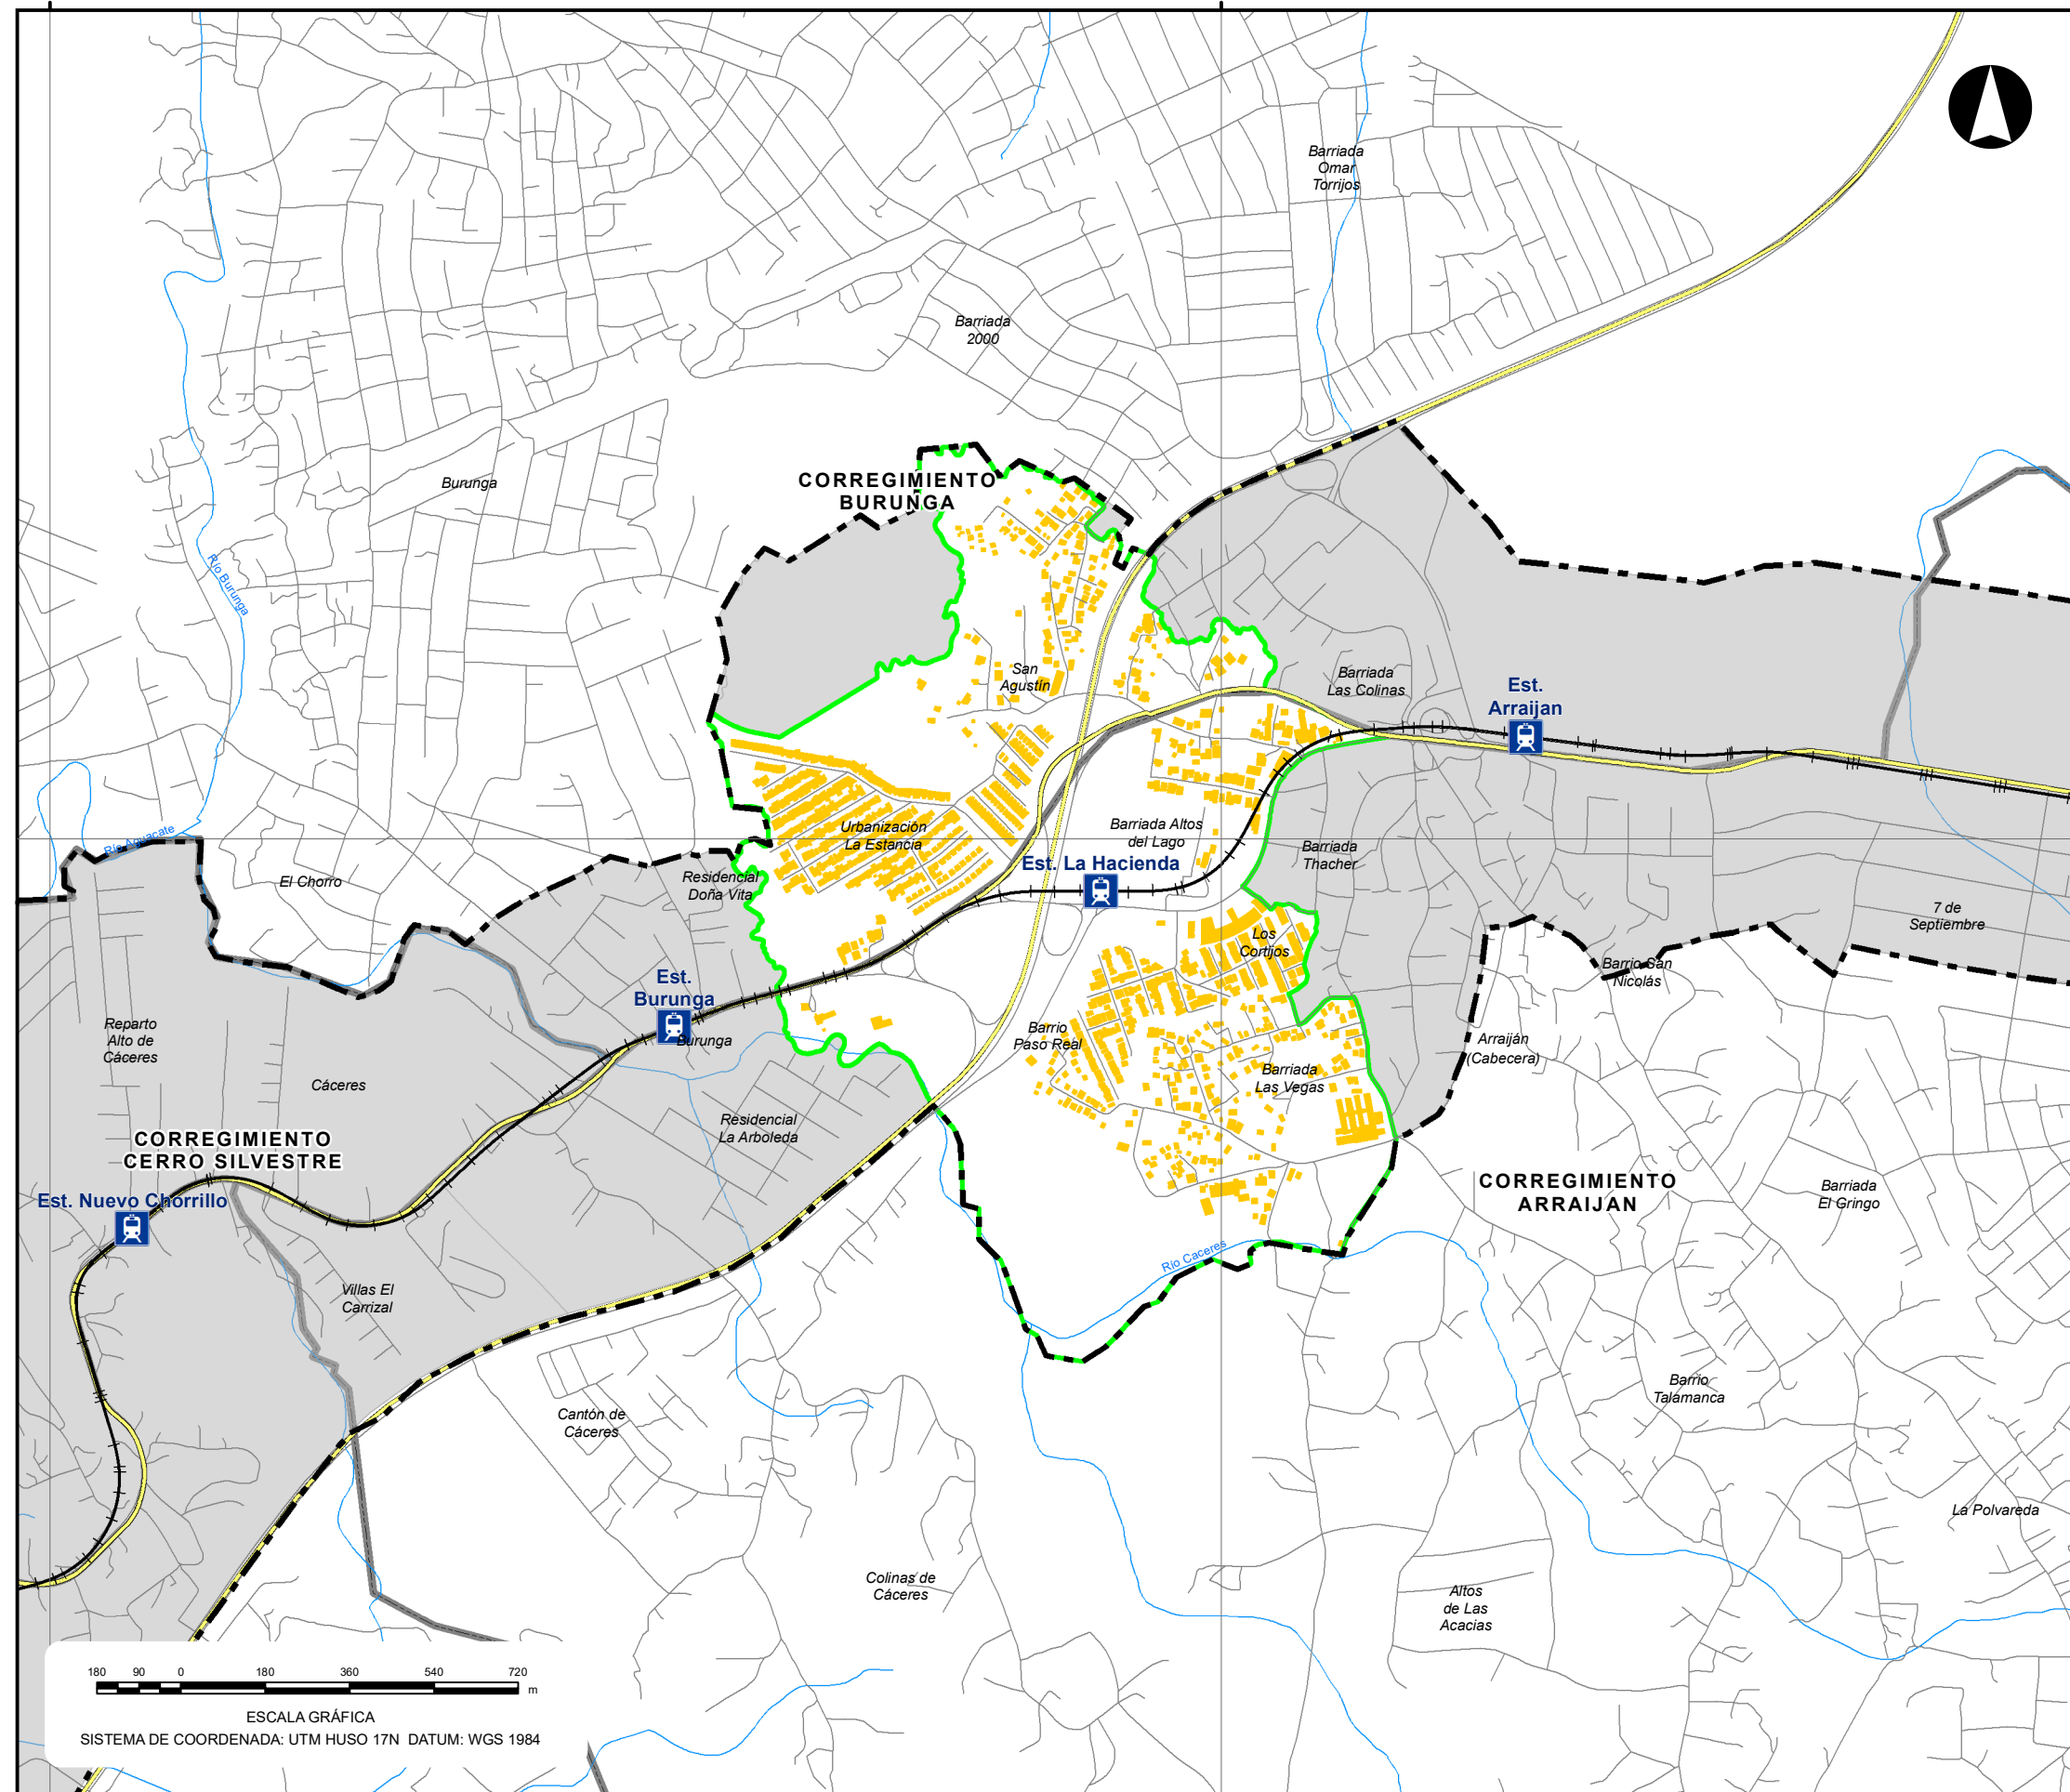 Barriada
Omar
Torrijos
Barriada
2000
Burunga
CORREGIMIENTO
BURUNGA
Río Burunga
San
Agustín
Barriada
Las Colinas
Est.
Arraijan
Urbanización
La Estancia
Barriada Altos
del Lago
Río Aguacate
Est. La Hacienda
Barriada
Thacher
El Chorro
Residencial
Doña Vita
7 de
Septiembre
Los
Cortijos
Barrio San
Nicolás
Est.
Burunga
Burunga
Reparto
Alto de
Cáceres
Barrio
Paso Real
Arraiján
(Cabecera)
Cáceres
Barriada
Las Vegas
Residencial
La Arboleda
CORREGIMIENTO
CERRO SILVESTRE
CORREGIMIENTO
ARRAIJAN
Barriada
El Gringo
Est. Nuevo Chorrillo
Río Caceres
Villas El
Carrizal
Barrio
Talamanca
Cantón de
Cáceres
La Polvareda
Colinas de
Cáceres
Altos
de Las
Acacias
180 90 0 180 360 540 720
m
ESCALA GRÁFICA
SISTEMA DE COORDENADA: UTM HUSO 17N DATUM: WGS 1984